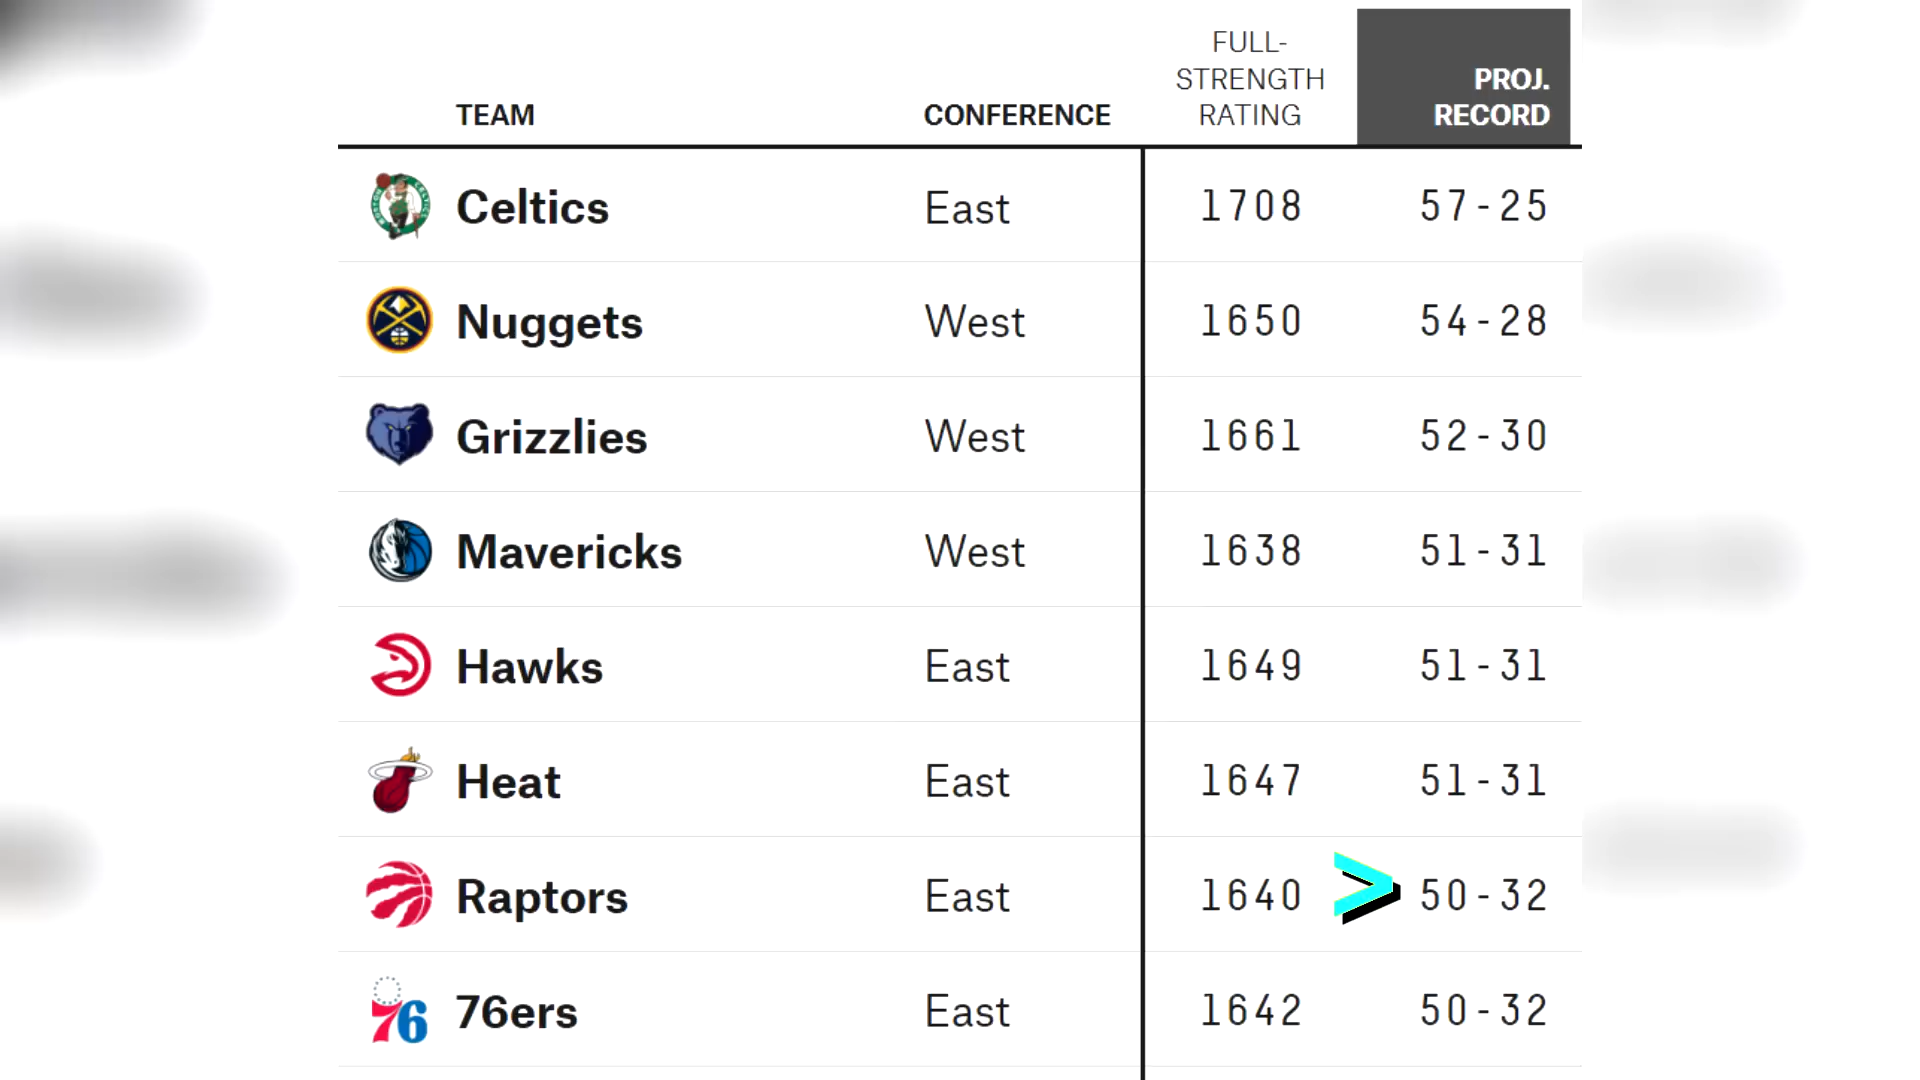 FULL-
STRENGTH
RATING
PROJ.
RECORD
TEAM CONFERENCE
Celtics East 1708 57-25
Nuggets West 1650 54-28
Grizzlies West 1661 52-30
Mavericks West 1638 51-31
Hawks East 1649 51-31
Heat East 1647 51-31
Raptors East 1640 > 50-32
76
76ers East 1642 50-32